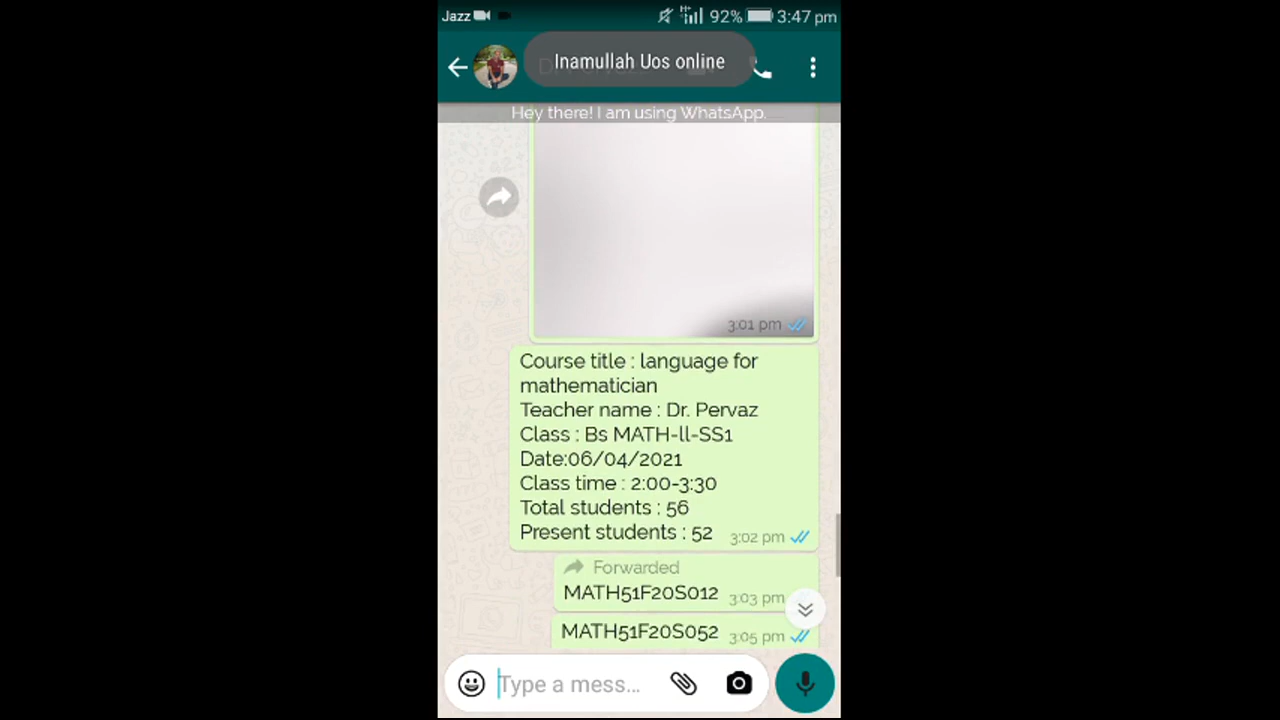 Jazz 92% 3:47 pm
Inamullah Uos online
Hey there! I am using WhatsApp.
3:01 pm
Course title : language for
mathematician
Teacher name : Dr. Pervaz
Class : Bs MATH-ll-SS1
Date:06/04/2021
Class time : 2:00-3:30
Total students : 56
Present students : 52 3:02 pm
Forwarded
MATH51F20S012 3:03 pm
MATH51F20S052 3:05 pm
Type a mess...